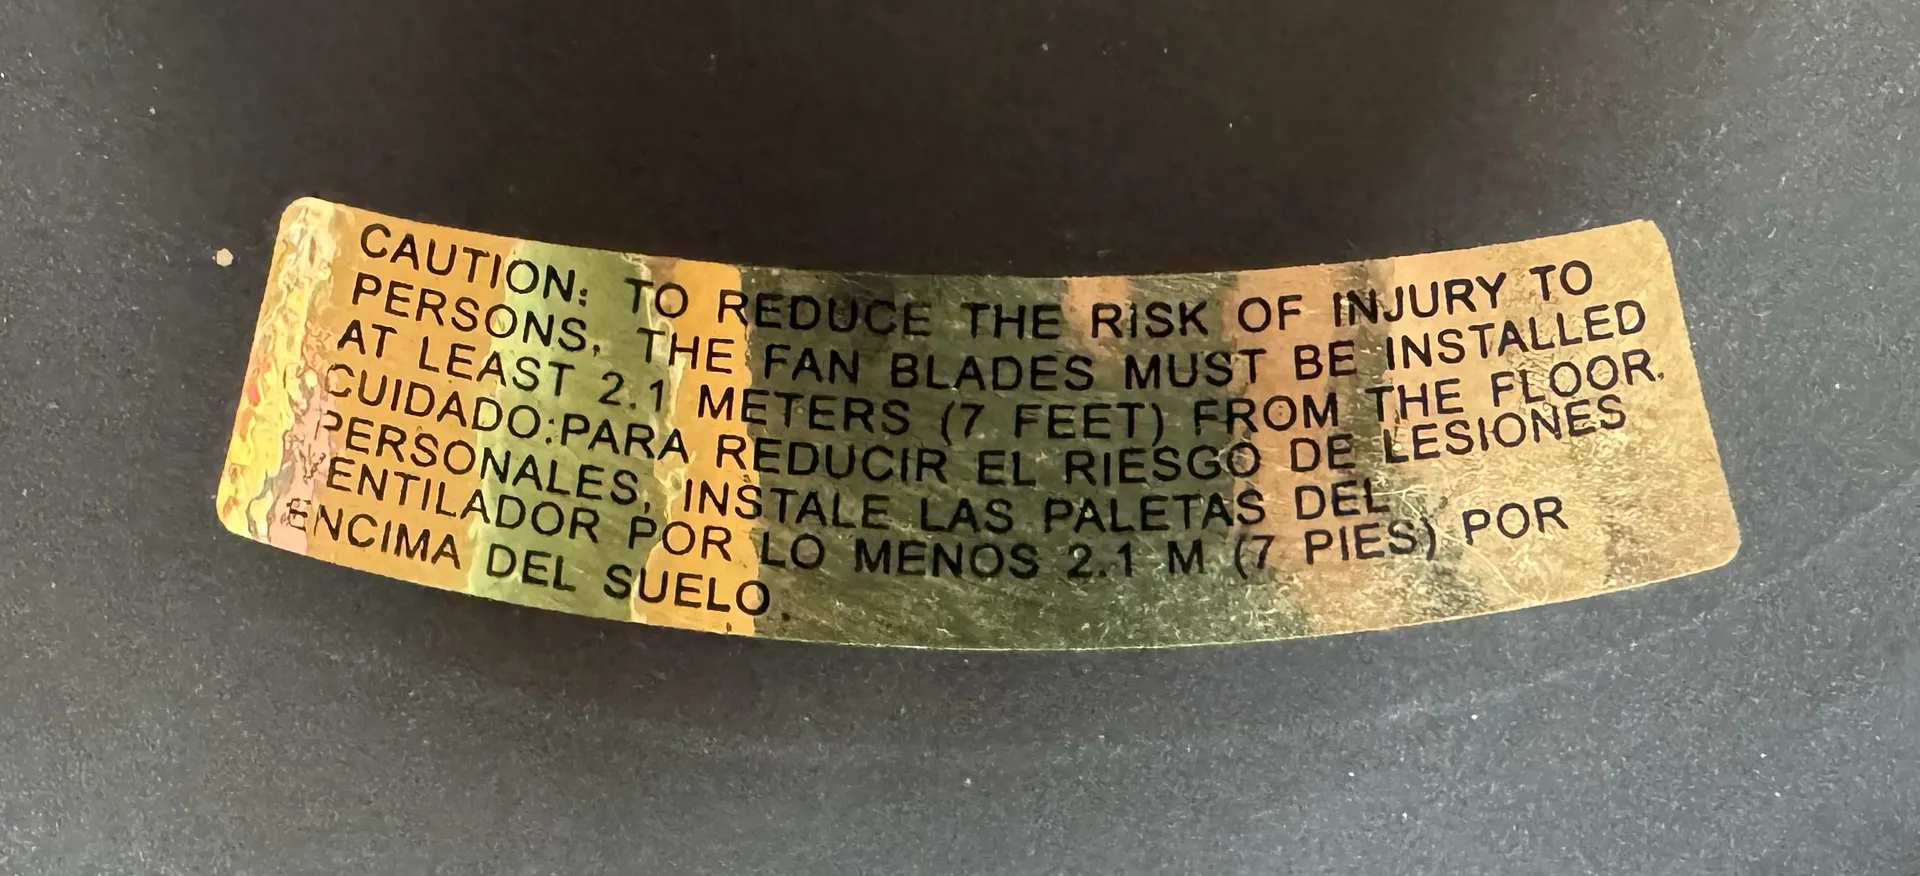 CAUTION: TO REDUCE THE RISK OF INJURY TO
PERSONS, THE FAN BLADES MUST BE INSTALLED
AT LEAST 2.1 METERS (7 FEET) FROM THE FLOOR.
CUIDADO:PARA REDUCIR EL RIESGO DE LESIONES
PERSONALES, INSTALE LAS PALETAS DEL
VENTILADOR POR LO MENOS 2.1 M (7 PIES) POR
ENCIMA DEL SUELO.